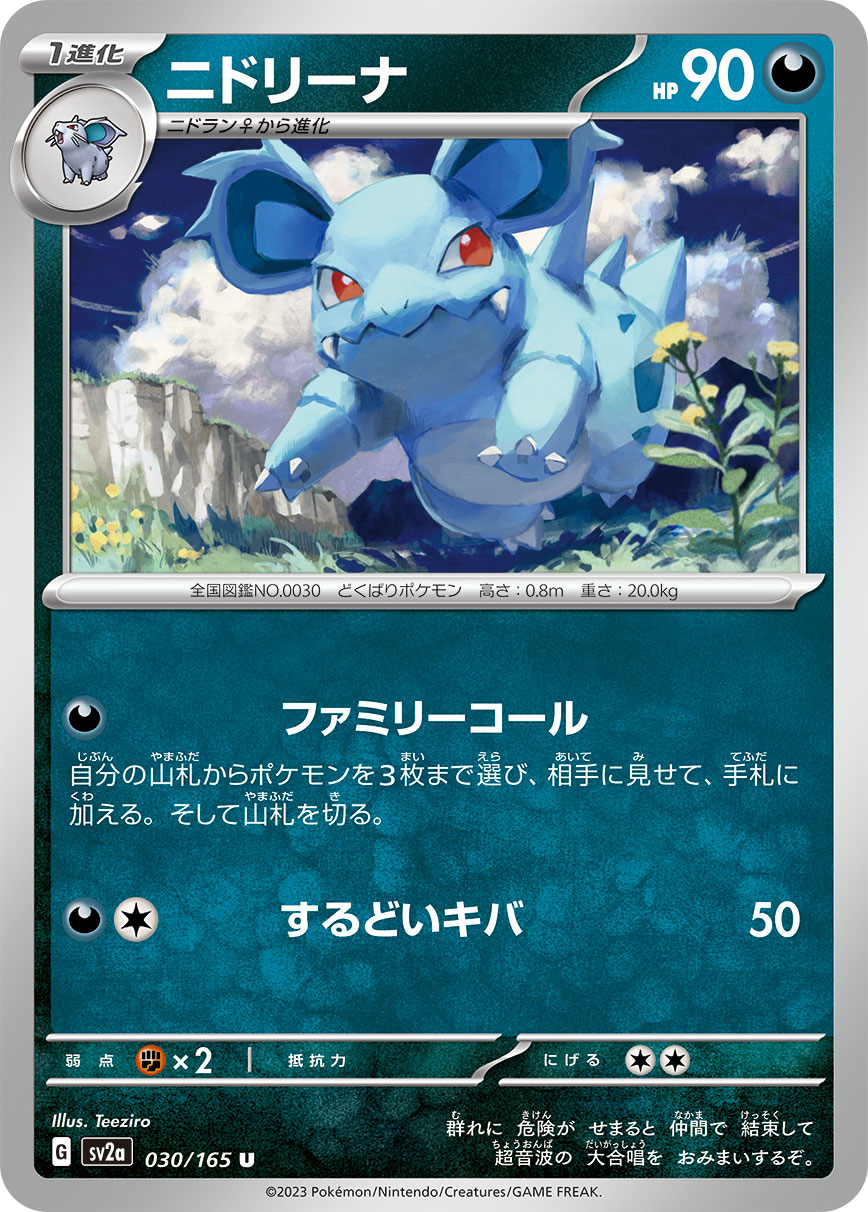 1進化
ニドリーナ
HP 90
ニドラン♀から進化
全国図鑑NO.0030 どくばりポケモン 高さ:0.8m 重さ:20.0kg
ファミリーコール
自分の山札からポケモンを3枚まで選び、相手に見せて、手札に
加える。そして山札を切る。
するどいキバ 50
弱点 ×2 抵抗力 にげる
Illus. Teeziro
群れに 危険が せまると 仲間で 結束して
超音波の 大合唱を おみまいするぞ。
G sv2a 030/165 U
©2023 Pokémon/Nintendo/Creatures/GAME FREAK.